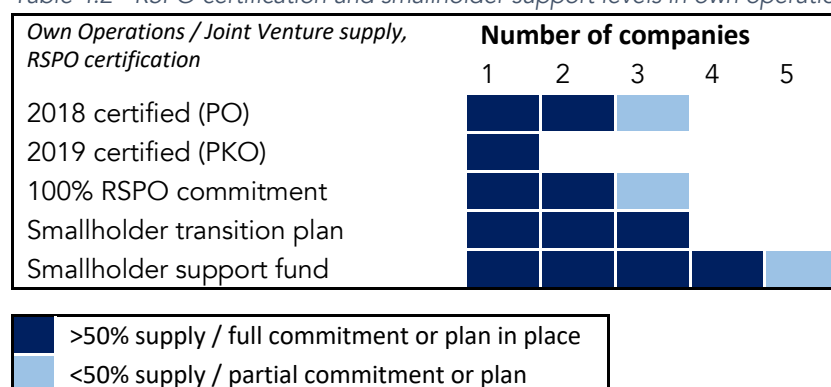 Own Operations / Joint Venture supply,
RSPO certification
Number of companies
1 2 3 4 5
2018 certified (PO)
2019 certified (PKO)
100% RSPO commitment
Smallholder transition plan
Smallholder support fund
>50% supply / full commitment or plan in place
<50% supply / partial commitment or plan